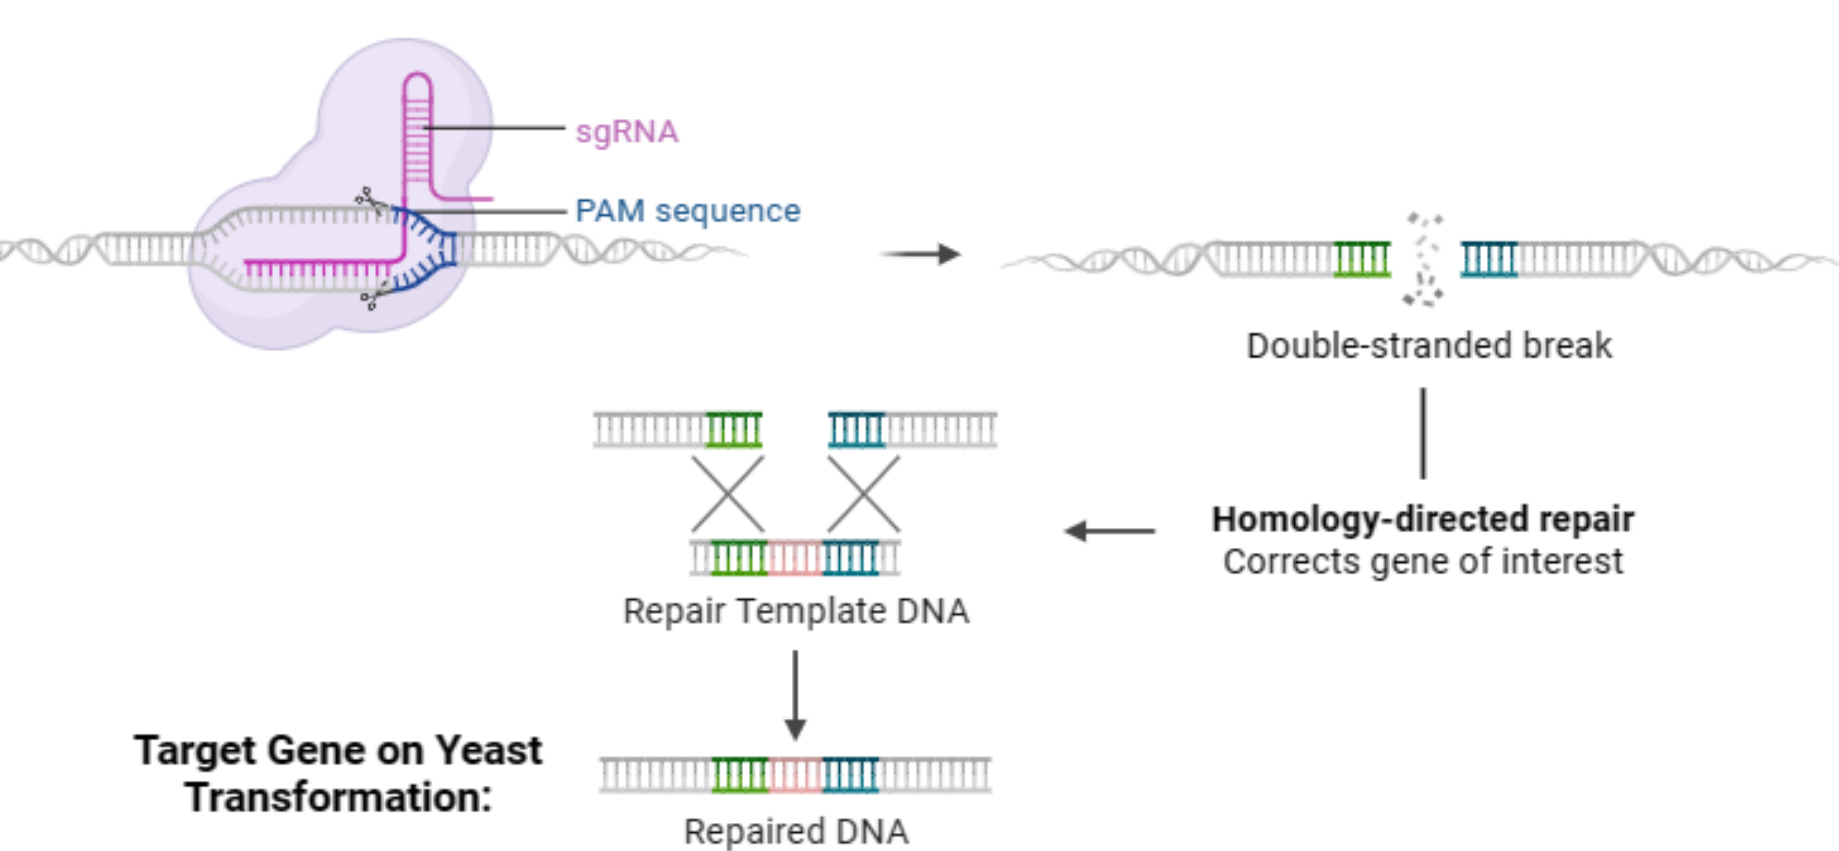 sgRNA
PAM sequence
Double-stranded break
Homology-directed repair
Corrects gene of interest
Repair Template DNA
Target Gene on Yeast
Transformation:
Repaired DNA